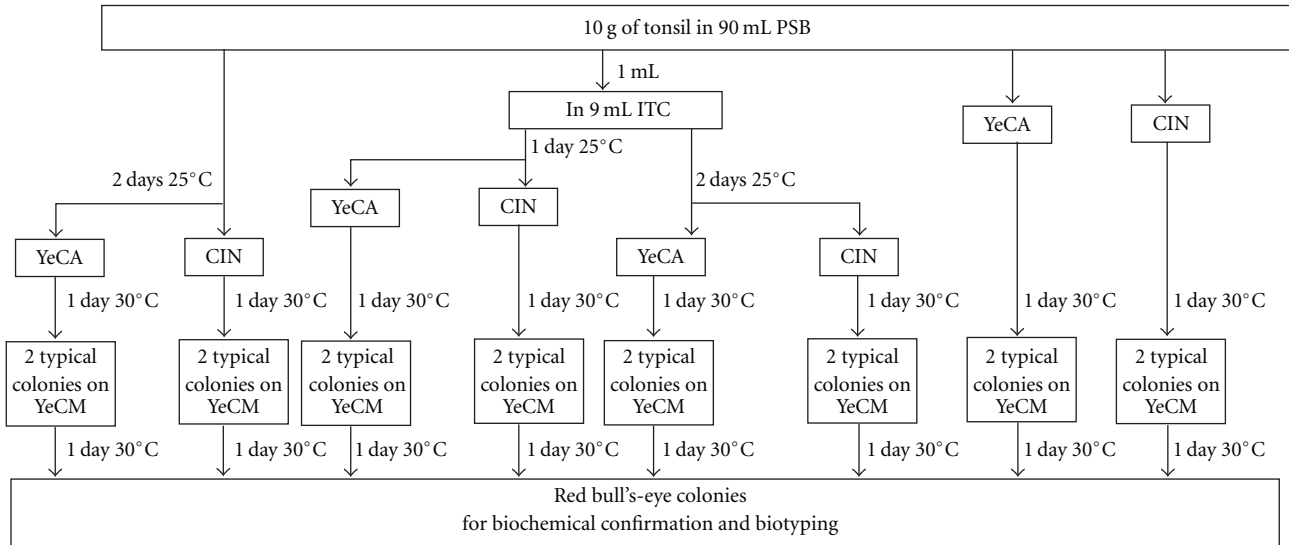 10 g of tonsil in 90 mL PSB
1 mL
In 9 mL ITC
YeCA
CIN
1 day 25°C
2 days 25°C
2 days 25°C
YeCA
CIN
YeCA
CIN
YeCA
CIN
1 day 30°C
1 day 30°C
1 day 30°C
1 day 30°C
1 day 30°C
1 day 30°C
1 day 30°C
1 day 30°C
2 typical
colonies on
YeCM
2 typical
colonies on
YeCM
2 typical
colonies on
YeCM
2 typical
colonies on
YeCM
2 typical
colonies on
YeCM
2 typical
colonies on
YeCM
2 typical
colonies on
YeCM
2 typical
colonies on
YeCM
1 day 30°C
1 day 30°C
1 day 30°C
1 day 30°C
1 day 30°C
1 day 30°C
1 day 30°C
1 day 30°C
Red bull's-eye colonies
for biochemical confirmation and biotyping